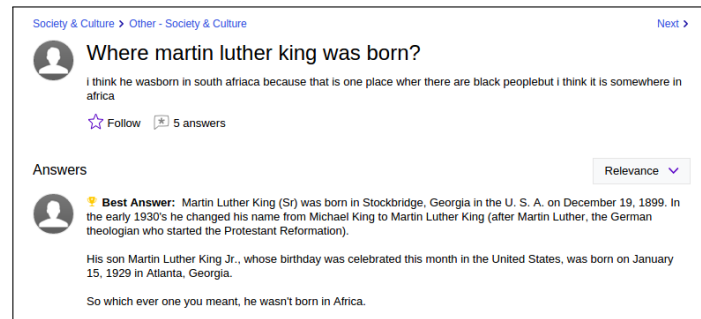 Society & Culture > Other - Society & Culture
Next >
Where martin luther king was born?
i think he wasborn in south afriaca because that is one place wher there are black peoplebut i think it is somewhere in
africa
Follow 5 answers
Answers
Relevance
Best Answer: Martin Luther King (Sr) was born in Stockbridge, Georgia in the U. S. A. on December 19, 1899. In
the early 1930's he changed his name from Michael King to Martin Luther King (after Martin Luther, the German
theologian who started the Protestant Reformation).
His son Martin Luther King Jr., whose birthday was celebrated this month in the United States, was born on January
15, 1929 in Atlanta, Georgia.
So which ever one you meant, he wasn't born in Africa.